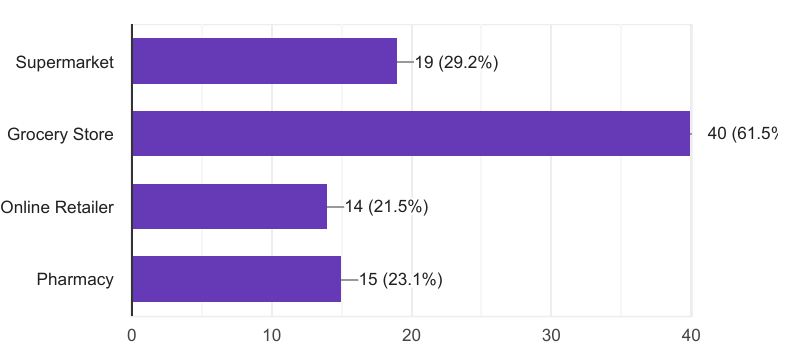 Supermarket 19 (29.2%)
Grocery Store 40 (61.5%
Online Retailer 14 (21.5%)
Pharmacy 15 (23.1%)
0 10 20 30 40